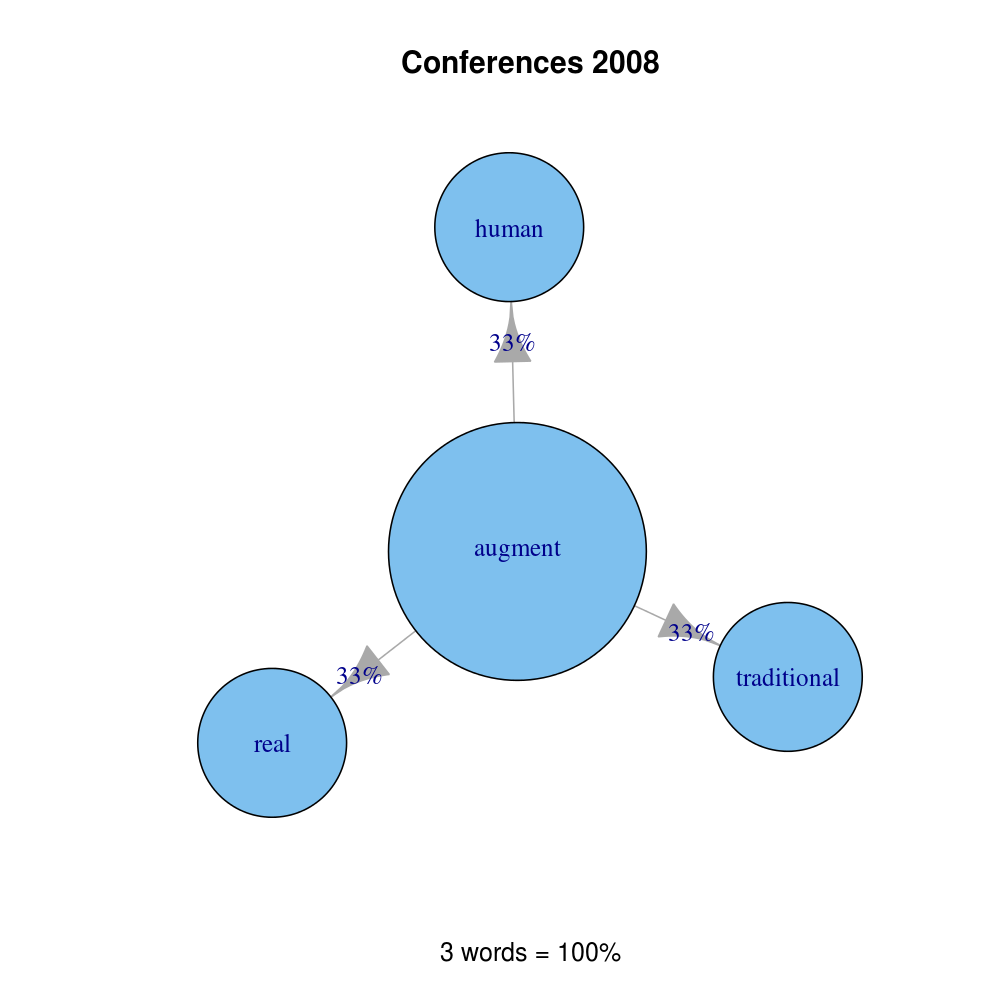 Conferences 2008
human
33%
augment
33%
traditional
33%
real
3 words = 100%